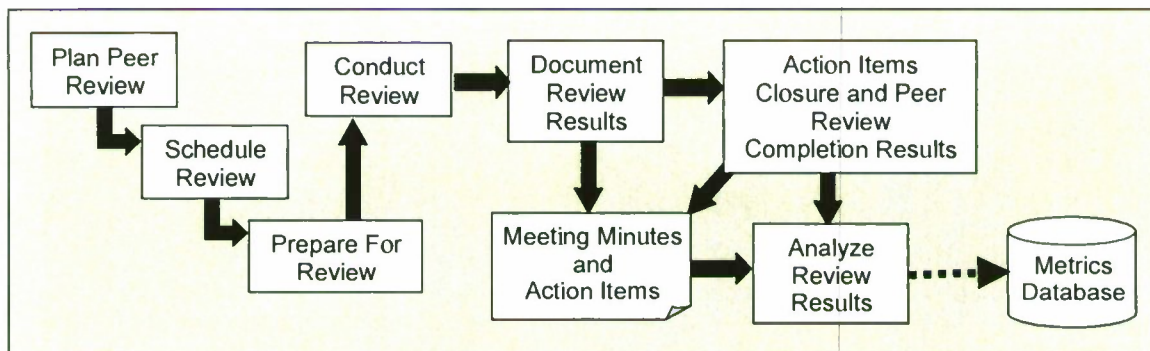 Plan Peer
Review
Schedule
Review
Prepare For
Review
Conduct
Review
Document
Review
Results
Action Items
Closure and Peer
Review
Completion Results
Meeting Minutes
and
Action Items
Analyze
Review
Results
Metrics
Database